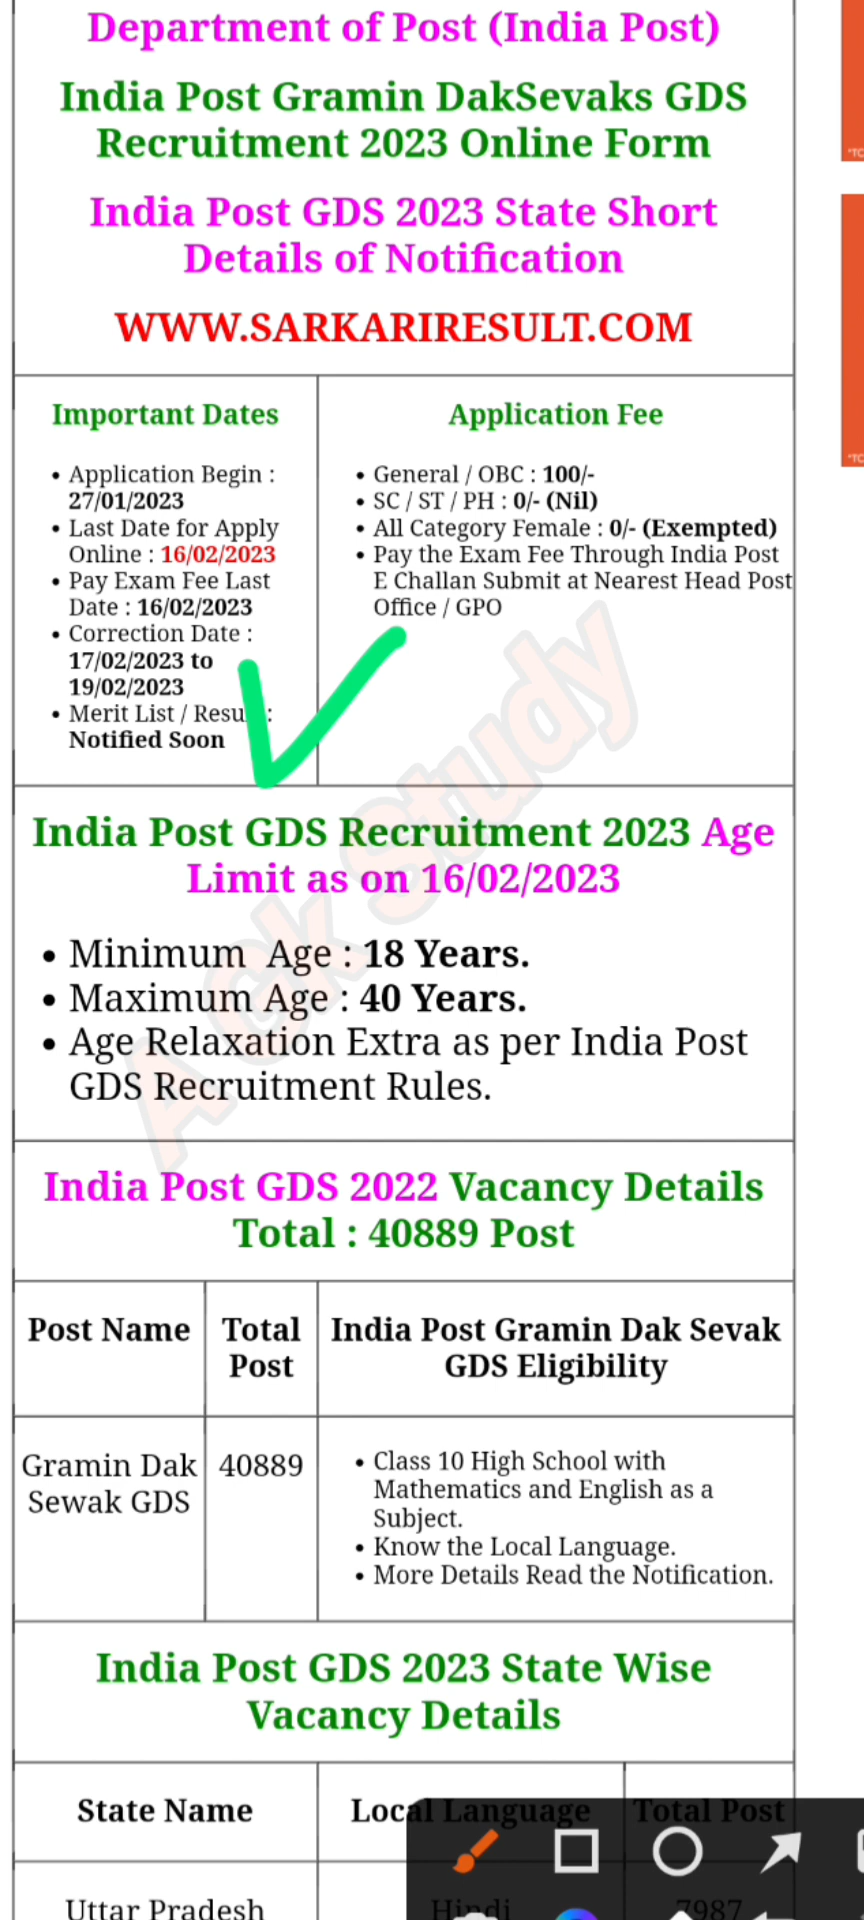 Department of Post (India Post)
India Post Gramin DakSevaks GDS
Recruitment 2023 Online Form
India Post GDS 2023 State Short
Details of Notification
WWW.SARKARIRESULT.COM
Important Dates
• Application Begin :
27/01/2023
• Last Date for Apply
Online : 16/02/2023
• Pay Exam Fee Last
Date : 16/02/2023
• Correction Date :
17/02/2023 to
19/02/2023
• Merit List / Resu :
Notified Soon
Application Fee
• General / OBC : 100/-
• SC / ST / PH : 0/- (Nil)
• All Category Female : 0/- (Exempted)
• Pay the Exam Fee Through India Post
E Challan Submit at Nearest Head Post
Office / GPO
A Gk Study
India Post GDS Recruitment 2023 Age
Limit as on 16/02/2023
• Minimum Age : 18 Years.
• Maximum Age : 40 Years.
• Age Relaxation Extra as per India Post
GDS Recruitment Rules.
India Post GDS 2022 Vacancy Details
Total : 40889 Post
Post Name
Total
Post
India Post Gramin Dak Sevak
GDS Eligibility
Gramin Dak
Sewak GDS
40889
• Class 10 High School with
Mathematics and English as a
Subject.
• Know the Local Language.
• More Details Read the Notification.
India Post GDS 2023 State Wise
Vacancy Details
State Name
Local Language
Total Post
Uttar Pradesh
Hindi
7987